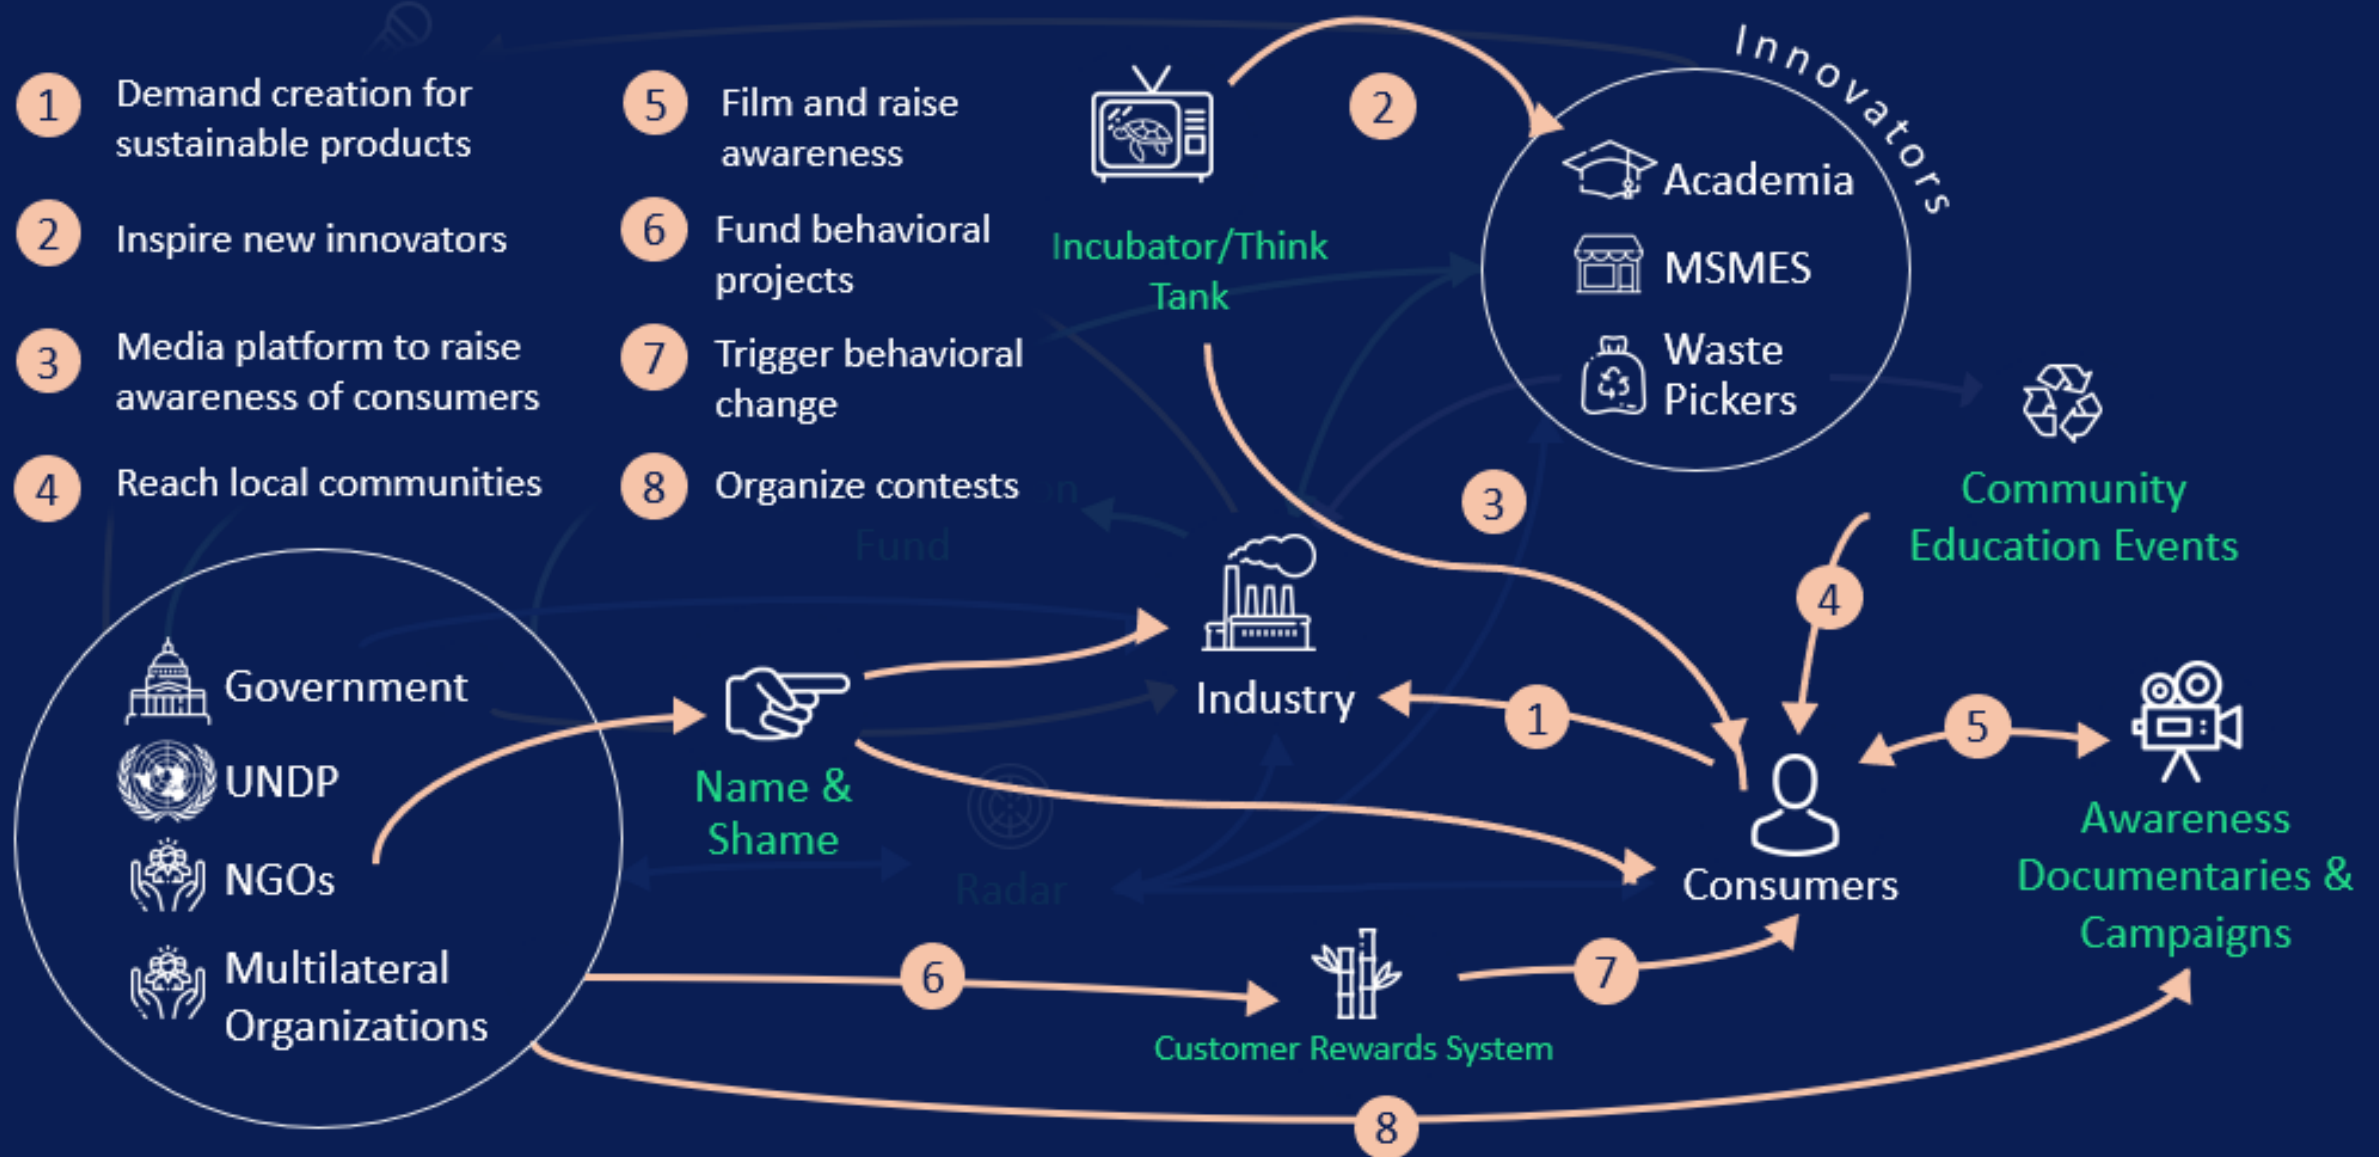 1
Demand creation for
sustainable products
2
Inspire new innovators
3
Media platform to raise
awareness of consumers
4
Reach local communities
5
Film and raise
awareness
6
Fund behavioral
projects
7
Trigger behavioral
change
8
Organize contests
Incubator/Think
Tank
2
Innovators
Academia
MSMES
Waste
Pickers
3
Community
Education Events
4
Fund
Government
UNDP
NGOs
Multilateral
Organizations
Name &
Shame
Industry
1
Radar
Consumers
5
Awareness
Documentaries &
Campaigns
6
Customer Rewards System
7
8